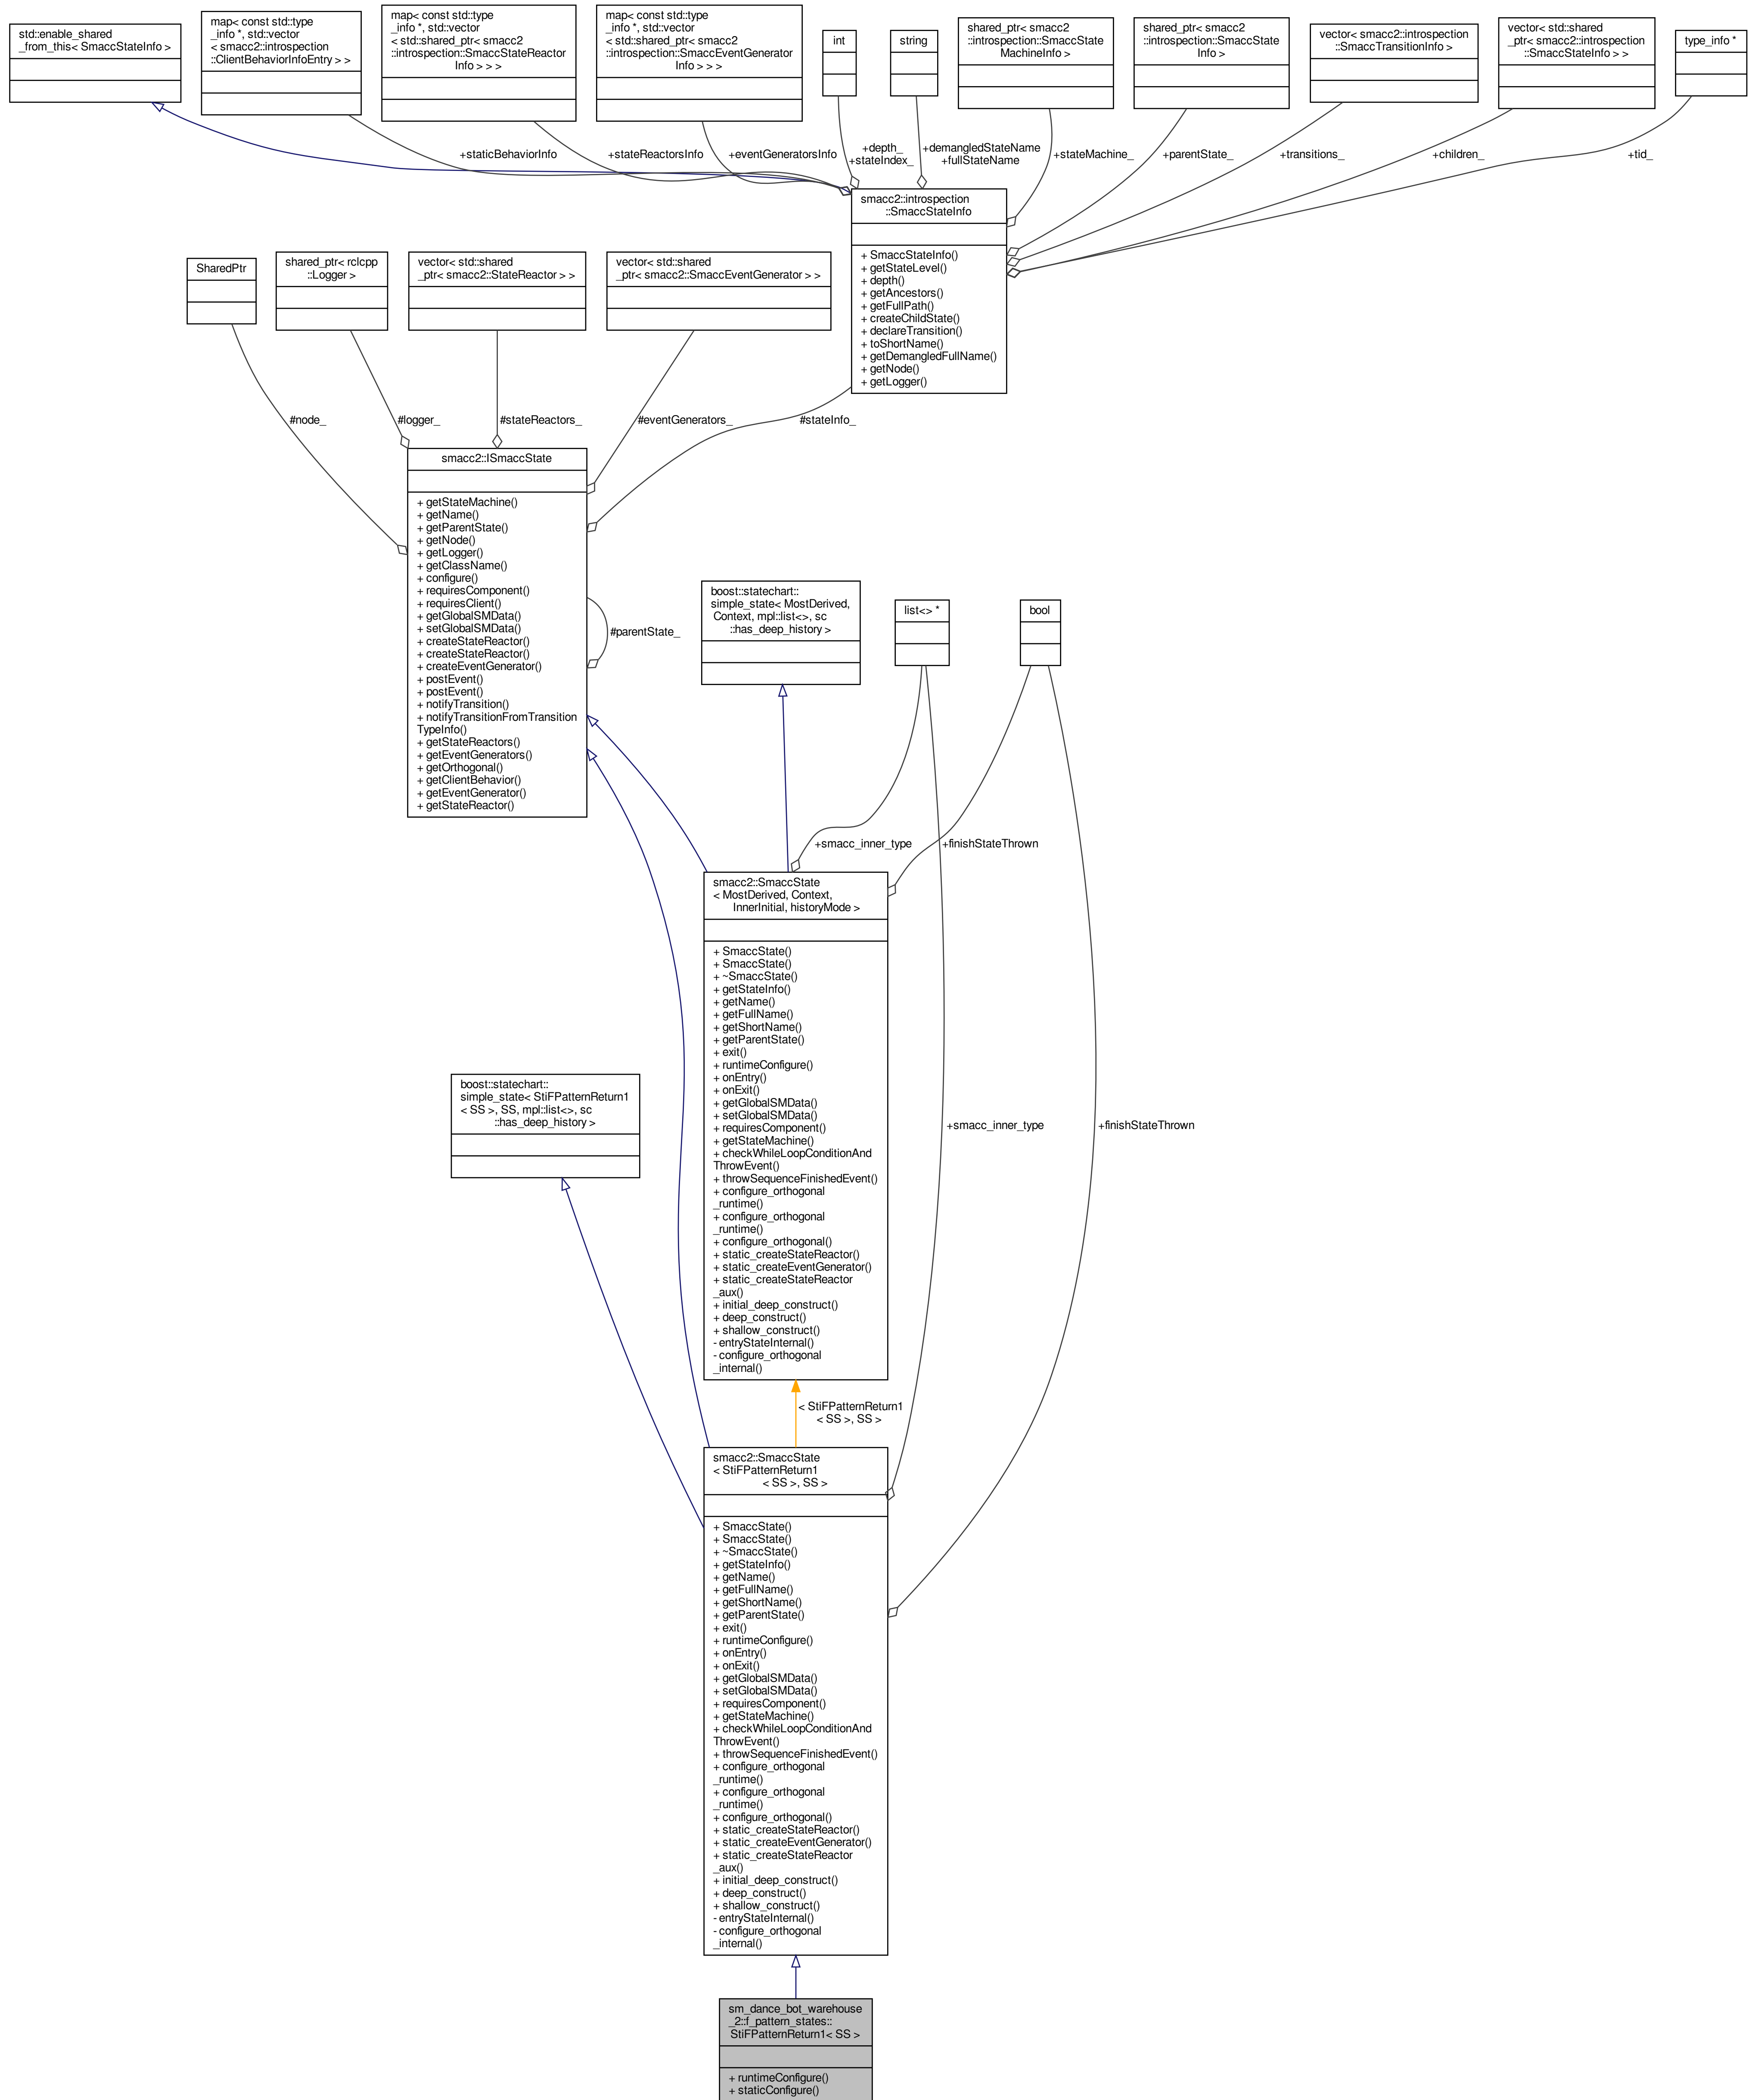 std::enable_shared
_from_this< SmaccStateInfo >
map< const std::type
_info *, std::vector
< smacc2::introspection
::ClientBehaviorInfoEntry > >
map< const std::type
_info *, std::vector
< std::shared_ptr< smacc2
::introspection::SmaccStateReactor
Info > > >
map< const std::type
_info *, std::vector
< std::shared_ptr< smacc2
::introspection::SmaccEventGenerator
Info > > >
int
string
shared_ptr< smacc2
::introspection::SmaccState
MachineInfo >
shared_ptr< smacc2
::introspection::SmaccState
Info >
vector< smacc2::introspection
::SmaccTransitionInfo >
vector< std::shared
_ptr< smacc2::introspection
::SmaccStateInfo > >
type_info *
+staticBehaviorInfo
+stateReactorsInfo
+eventGeneratorsInfo
+depth_
+stateIndex_
+demangledStateName
+fullStateName
+stateMachine_
+parentState_
+transitions_
+children_
+tid_
smacc2::introspection
::SmaccStateInfo
+ SmaccStateInfo()
+ getStateLevel()
+ depth()
+ getAncestors()
+ getFullPath()
+ createChildState()
+ declareTransition()
+ toShortName()
+ getDemangledFullName()
+ getNode()
+ getLogger()
SharedPtr
shared_ptr< rclcpp
::Logger >
vector< std::shared
_ptr< smacc2::StateReactor > >
vector< std::shared
_ptr< smacc2::SmaccEventGenerator > >
#node_
#logger_
#stateReactors_
#eventGenerators_
#stateInfo_
smacc2::ISmaccState
+ getStateMachine()
+ getName()
+ getParentState()
+ getNode()
+ getLogger()
+ getClassName()
+ configure()
+ requiresComponent()
+ requiresClient()
+ getGlobalSMData()
+ setGlobalSMData()
+ createStateReactor()
+ createStateReactor()
+ createEventGenerator()
+ postEvent()
+ postEvent()
+ notifyTransition()
+ notifyTransitionFromTransition
TypeInfo()
+ getStateReactors()
+ getEventGenerators()
+ getOrthogonal()
+ getClientBehavior()
+ getEventGenerator()
+ getStateReactor()
#parentState_
boost::statechart::
simple_state< MostDerived,
Context, mpl::list<>, sc
::has_deep_history >
list<> *
bool
+smacc_inner_type
+finishStateThrown
smacc2::SmaccState
< MostDerived, Context,
InnerInitial, historyMode >
+ SmaccState()
+ SmaccState()
+ ~SmaccState()
+ getStateInfo()
+ getName()
+ getFullName()
+ getShortName()
+ getParentState()
+ exit()
+ runtimeConfigure()
+ onEntry()
+ onExit()
+ getGlobalSMData()
+ setGlobalSMData()
+ requiresComponent()
+ getStateMachine()
+ checkWhileLoopConditionAnd
ThrowEvent()
+ throwSequenceFinishedEvent()
+ configure_orthogonal
_runtime()
+ configure_orthogonal
_runtime()
+ configure_orthogonal()
+ static_createStateReactor()
+ static_createEventGenerator()
+ static_createStateReactor
_aux()
+ initial_deep_construct()
+ deep_construct()
+ shallow_construct()
- entryStateInternal()
- configure_orthogonal
_internal()
boost::statechart::
simple_state< StiFPatternReturn1
< SS >, SS, mpl::list<>, sc
::has_deep_history >
+smacc_inner_type
+finishStateThrown
< StiFPatternReturn1
< SS >, SS >
smacc2::SmaccState
< StiFPatternReturn1
< SS >, SS >
+ SmaccState()
+ SmaccState()
+ ~SmaccState()
+ getStateInfo()
+ getName()
+ getFullName()
+ getShortName()
+ getParentState()
+ exit()
+ runtimeConfigure()
+ onEntry()
+ onExit()
+ getGlobalSMData()
+ setGlobalSMData()
+ requiresComponent()
+ getStateMachine()
+ checkWhileLoopConditionAnd
ThrowEvent()
+ throwSequenceFinishedEvent()
+ configure_orthogonal
_runtime()
+ configure_orthogonal
_runtime()
+ configure_orthogonal()
+ static_createStateReactor()
+ static_createEventGenerator()
+ static_createStateReactor
_aux()
+ initial_deep_construct()
+ deep_construct()
+ shallow_construct()
- entryStateInternal()
- configure_orthogonal
_internal()
sm_dance_bot_warehouse
_2::f_pattern_states::
StiFPatternReturn1< SS >
+ runtimeConfigure()
+ staticConfigure()